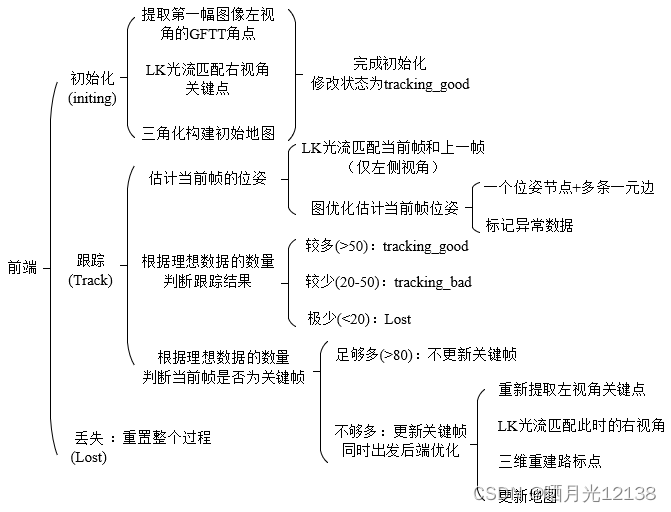 前端
初始化
(initing)
提取第一幅图像左视
角的GFTT角点
LK光流匹配右视角
关键点
三角化构建初始地图
完成初始化
修改状态为tracking_good
跟踪
(Track)
估计当前帧的位姿
LK光流匹配当前帧和上一帧
（仅左侧视角）
图优化估计当前帧位姿
一个位姿节点+多条一元边
标记异常数据
根据理想数据的数量
判断跟踪结果
较多(>50)：tracking_good
较少(20-50)：tracking_bad
极少(<20)：Lost
根据理想数据的数量
判断当前帧是否为关键帧
足够多(>80)：不更新关键帧
不够多：更新关键帧
同时出发后端优化
重新提取左视角关键点
LK光流匹配此时的右视角
三维重建路标点
更新地图
丢失：重置整个过程
(Lost)
CSDN @晒月光12138